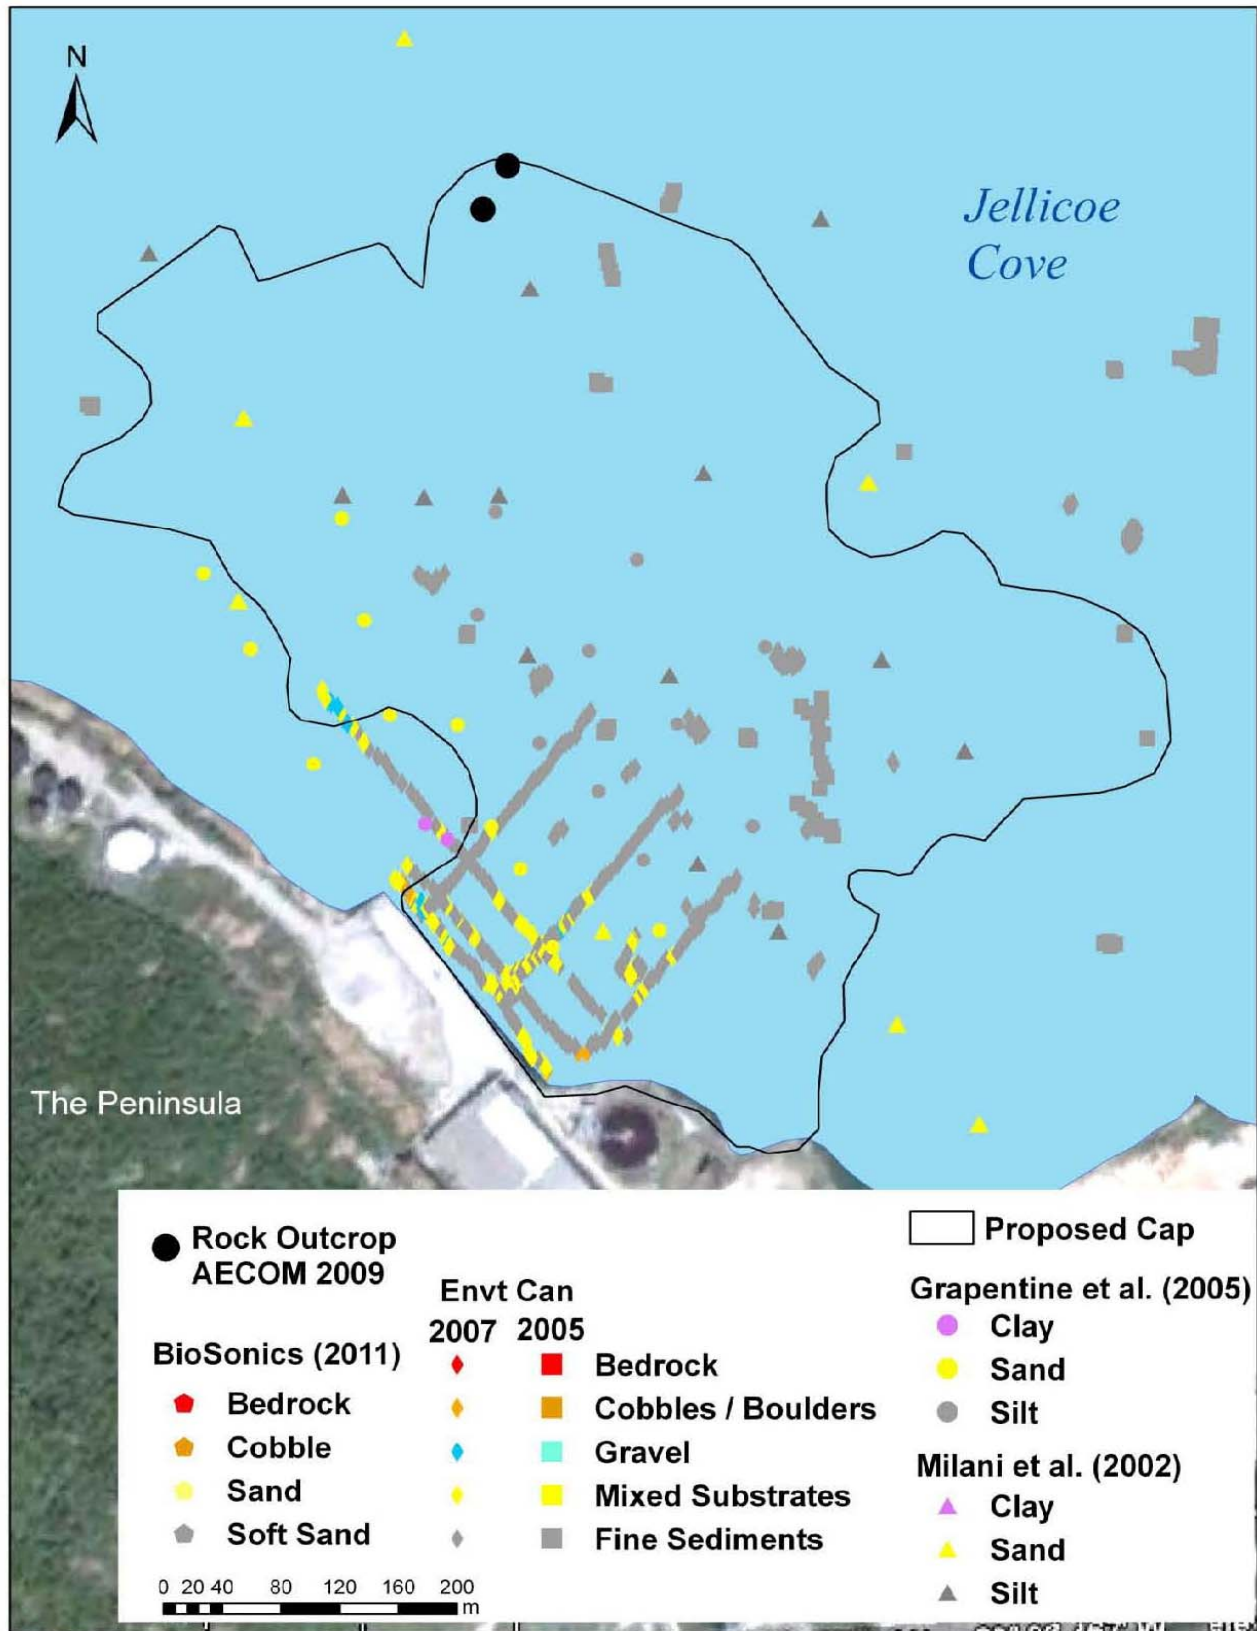 N
Jellicoe
Cove
The Peninsula
Rock Outcrop
AECOM 2009
BioSonics (2011)
Bedrock
Cobble
Sand
Soft Sand
0 20 40 80 120 160 200
m
Envt Can
2007 2005
Bedrock
Cobbles / Boulders
Gravel
Mixed Substrates
Fine Sediments
Proposed Cap
Grapentine et al. (2005)
Clay
Sand
Silt
Milani et al. (2002)
Clay
Sand
Silt